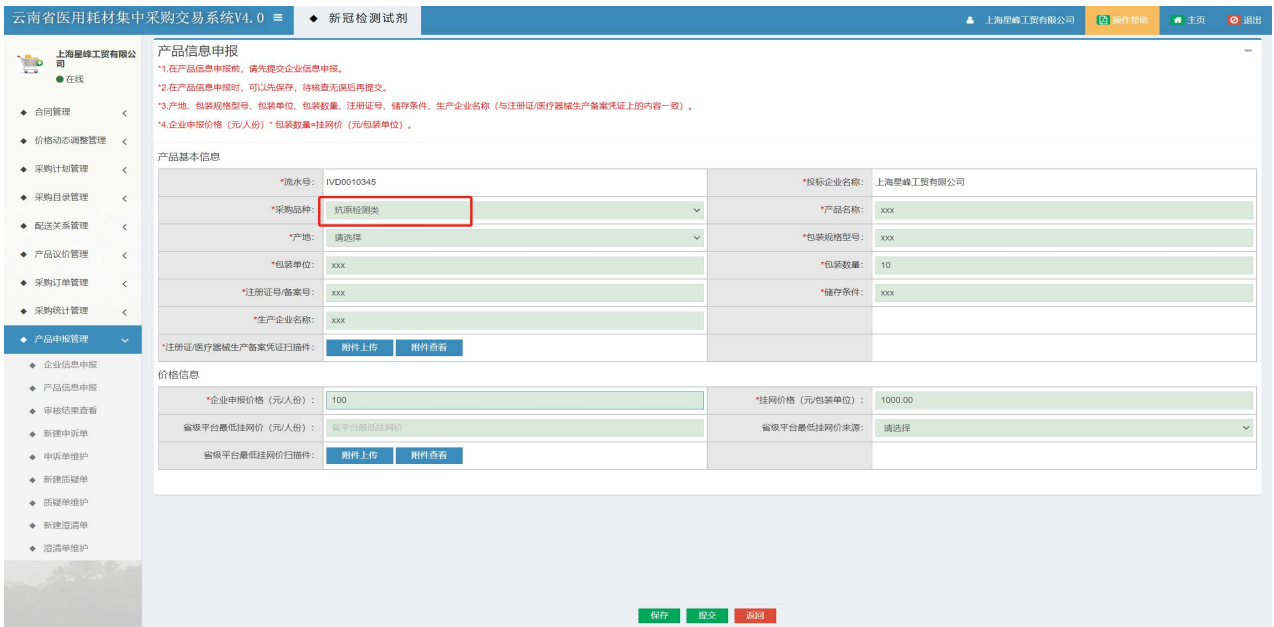 云南省医用耗材集中采购交易系统V4.0
新冠检测试剂
上海星峰工贸有限公司
操作帮助
主页
退出
上海星峰工贸有限公
司
在线
合同管理
价格动态调整管理
采购计划管理
采购目录管理
配送关系管理
产品议价管理
采购订单管理
采购统计管理
产品申报管理
企业信息申报
产品信息申报
审核结果查看
新建申诉单
申诉单维护
新建质疑单
质疑单维护
新建澄清单
澄清单维护
产品信息申报
*1.在产品信息申报前，请先提交企业信息申报。
*2.在产品信息申报时，可以先保存，待核查无误后再提交。
*3.产地、包装规格型号、包装单位、包装数量、注册证号、储存条件、生产企业名称（与注册证/医疗器械生产备案凭证上的内容一致）。
*4.企业申报价格（元/人份）* 包装数量=挂网价（元/包装单位）。
产品基本信息
*流水号: IVD0010345 *投标企业名称: 上海星峰工贸有限公司
*采购品种: 抗原检测类 *产品名称: xxx
*产地: 请选择 *包装规格型号: xxx
*包装单位: xxx *包装数量: 10
*注册证号/备案号: xxx *储存条件: xxx
*生产企业名称: xxx
*注册证/医疗器械生产备案凭证扫描件: 附件上传 附件查看
价格信息
*企业申报价格（元/人份）: 100 *挂网价格（元/包装单位）: 1000.00
省级平台最低挂网价（元/人份）: 省平台最低挂网价 省级平台最低挂网价来源: 请选择
省级平台最低挂网价扫描件: 附件上传 附件查看
保存 提交 返回